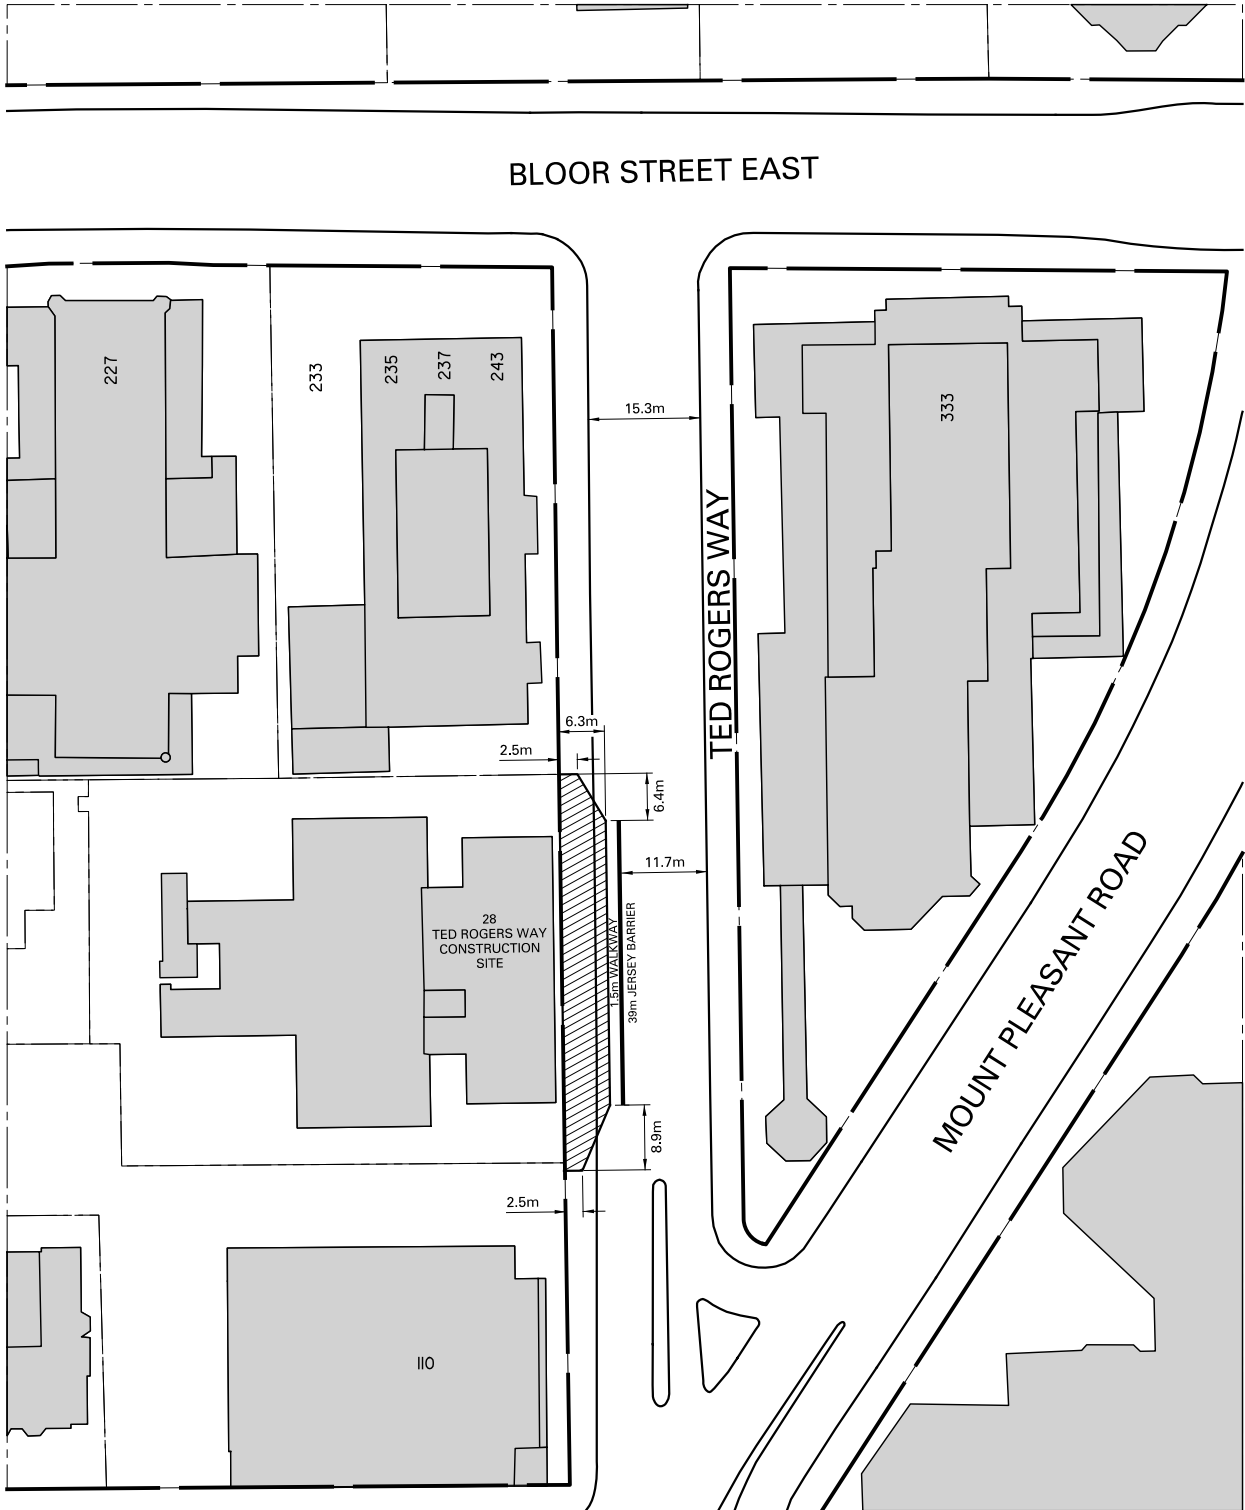 BLOOR STREET EAST
227
233
235
237
243
333
15.3m
TED ROGERS WAY
6.3m
2.5m
6.4m
11.7m
28
TED ROGERS WAY
CONSTRUCTION
SITE
1.5m WALKWAY
39m JERSEY BARRIER
MOUNT PLEASANT ROAD
8.9m
2.5m
110